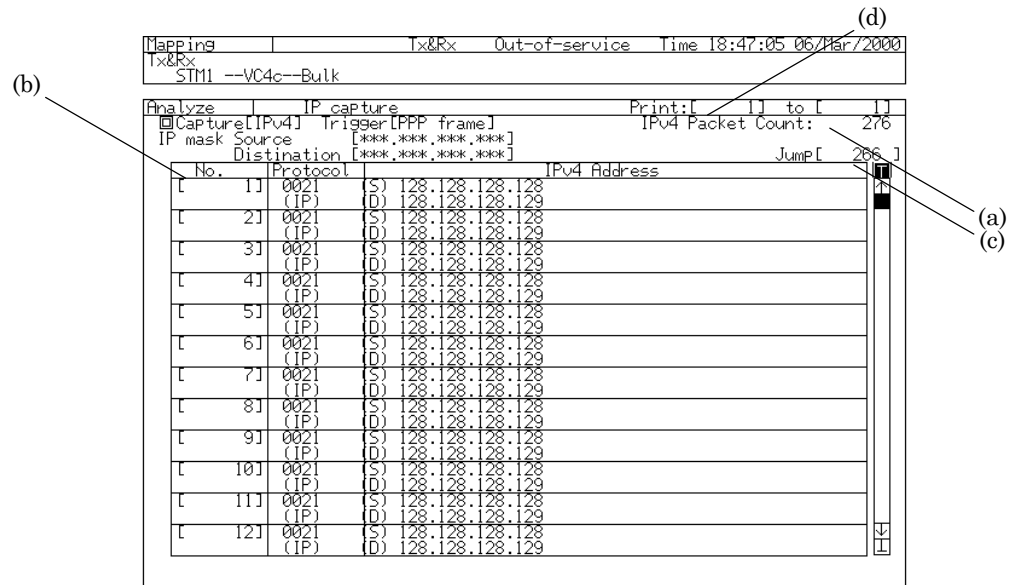 (d)
Mapping Tx&Rx Out-of-service Time 18:47:05 06/Mar/2000
Tx&Rx
STM1 --VC4c--Bulk
(b)
Analyze IP capture Print:[ 1] to [ 1]
Capture[IPv4] Trigger[PPP frame] IPv4 Packet Count: 276
IP mask Source [***.***.***.***]
Distination [***.***.***.***] Jump[ 266 ]
No. Protocol IPv4 Address
[ 1] 0021 (S) 128.128.128.128
(IP) (D) 128.128.128.129
[ 2] 0021 (S) 128.128.128.128
(IP) (D) 128.128.128.129
(a)
[ 3] 0021 (S) 128.128.128.128
(c)
(IP) (D) 128.128.128.129
[ 4] 0021 (S) 128.128.128.128
(IP) (D) 128.128.128.129
[ 5] 0021 (S) 128.128.128.128
(IP) (D) 128.128.128.129
[ 6] 0021 (S) 128.128.128.128
(IP) (D) 128.128.128.129
[ 7] 0021 (S) 128.128.128.128
(IP) (D) 128.128.128.129
[ 8] 0021 (S) 128.128.128.128
(IP) (D) 128.128.128.129
[ 9] 0021 (S) 128.128.128.128
(IP) (D) 128.128.128.129
[ 10] 0021 (S) 128.128.128.128
(IP) (D) 128.128.128.129
[ 11] 0021 (S) 128.128.128.128
(IP) (D) 128.128.128.129
[ 12] 0021 (S) 128.128.128.128
(IP) (D) 128.128.128.129